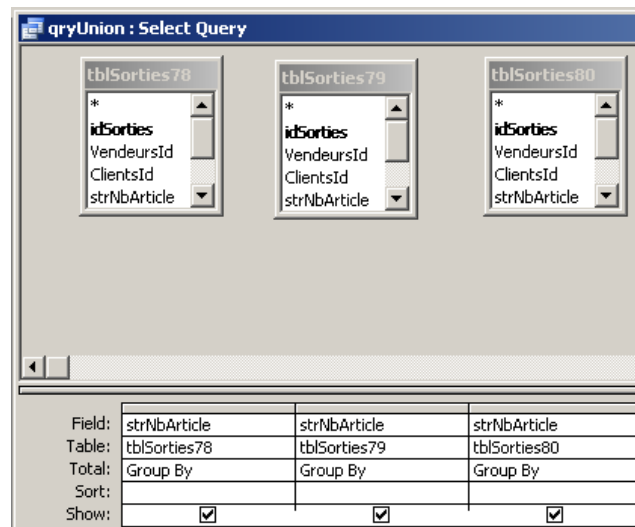 qryUnion : Select Query
tblSorties78
*
idSorties
VendeursId
ClientsId
strNbArticle
tblSorties79
*
idSorties
VendeursId
ClientsId
strNbArticle
tblSorties80
*
idSorties
VendeursId
ClientsId
strNbArticle
Field: strNbArticle strNbArticle strNbArticle
Table: tblSorties78 tblSorties79 tblSorties80
Total: Group By Group By Group By
Sort:
Show: